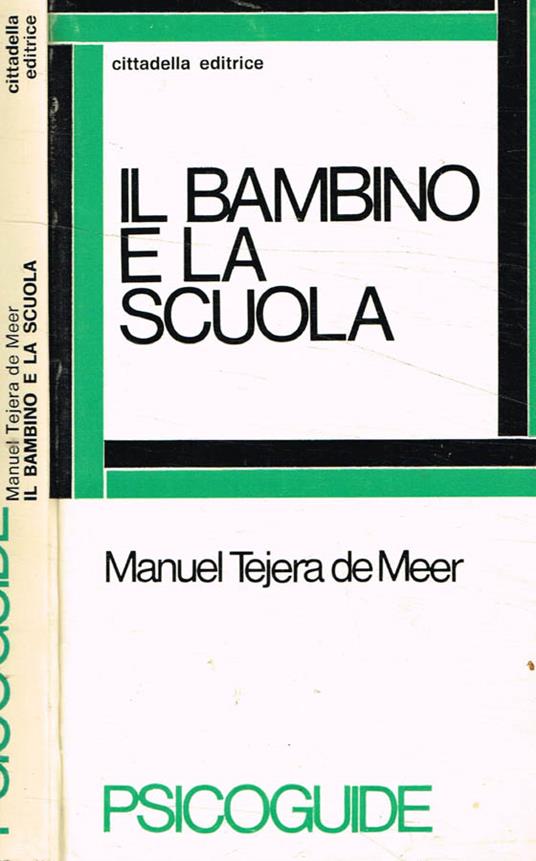 cittadella
editrice
Manuel Tejera de Meer
IL BAMBINO E LA SCUOLA
PSICOGUIDE
cittadella editrice
IL BAMBINO
E LA
SCUOLA
Manuel Tejera de Meer
PSICOGUIDE